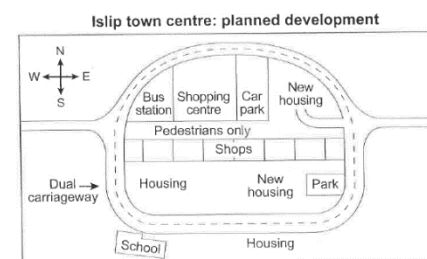 Islip town centre: planned development
N
W
E
S
Bus
station
Shopping
centre
Car
park
New
housing
Pedestrians only
Shops
Dual
carriageway
Housing
New
housing
Park
School
Housing